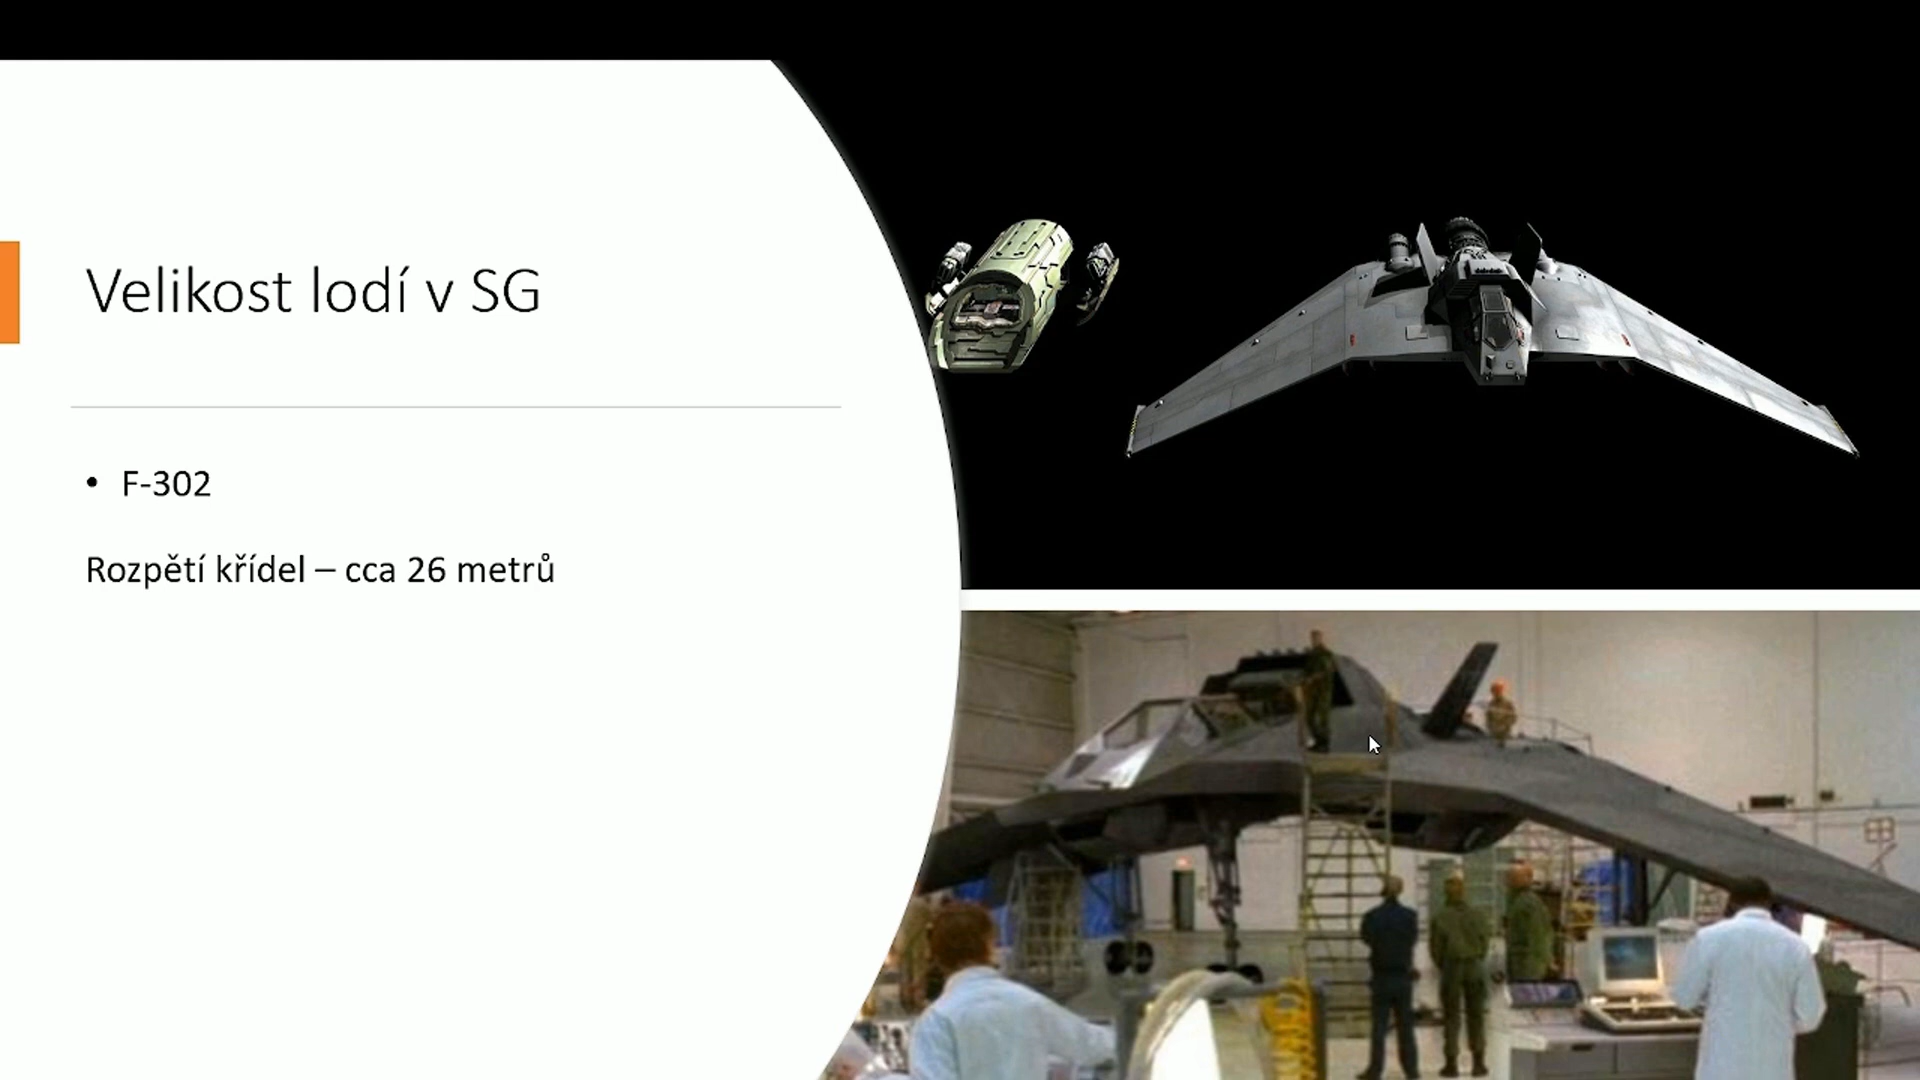 Velikost lodí v SG
• F-302
Rozpětí křídel – cca 26 metrů